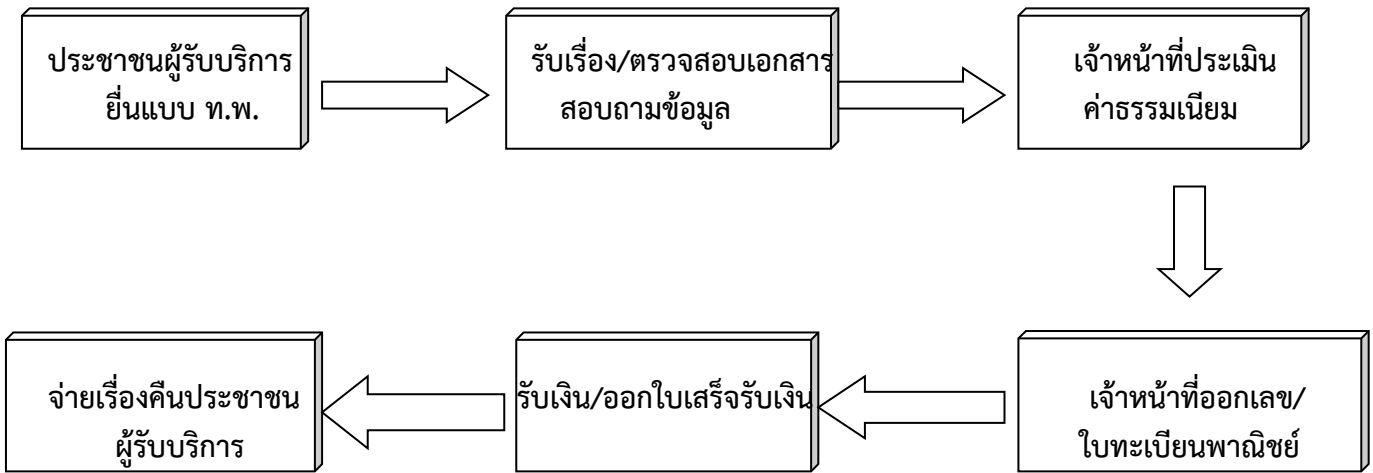 ประชาชนผู้รับบริการ
ยื่นแบบ ท.พ.
รับเรื่อง/ตรวจสอบเอกสาร
สอบถามข้อมูล
เจ้าหน้าที่ประเมิน
ค่าธรรมเนียม
เจ้าหน้าที่ออกเลข/
ใบทะเบียนพาณิชย์
รับเงิน/ออกใบเสร็จรับเงิน
จ่ายเรื่องคืนประชาชน
ผู้รับบริการ